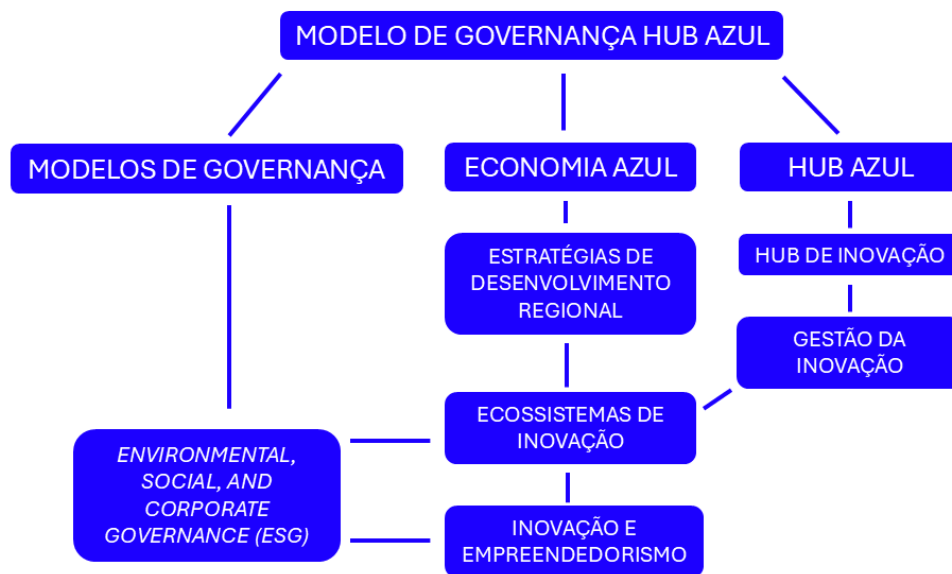 MODELO DE GOVERNANÇA HUB AZUL
MODELOS DE GOVERNANÇA
ECONOMIA AZUL
HUB AZUL
ESTRATÉGIAS DE
DESENVOLVIMENTO
REGIONAL
HUB DE INOVAÇÃO
GESTÃO DA
INOVAÇÃO
ECOSSISTEMAS DE
INOVAÇÃO
ENVIRONMENTAL,
SOCIAL, AND
CORPORATE
GOVERNANCE (ESG)
INOVAÇÃO E
EMPREENDEDORISMO